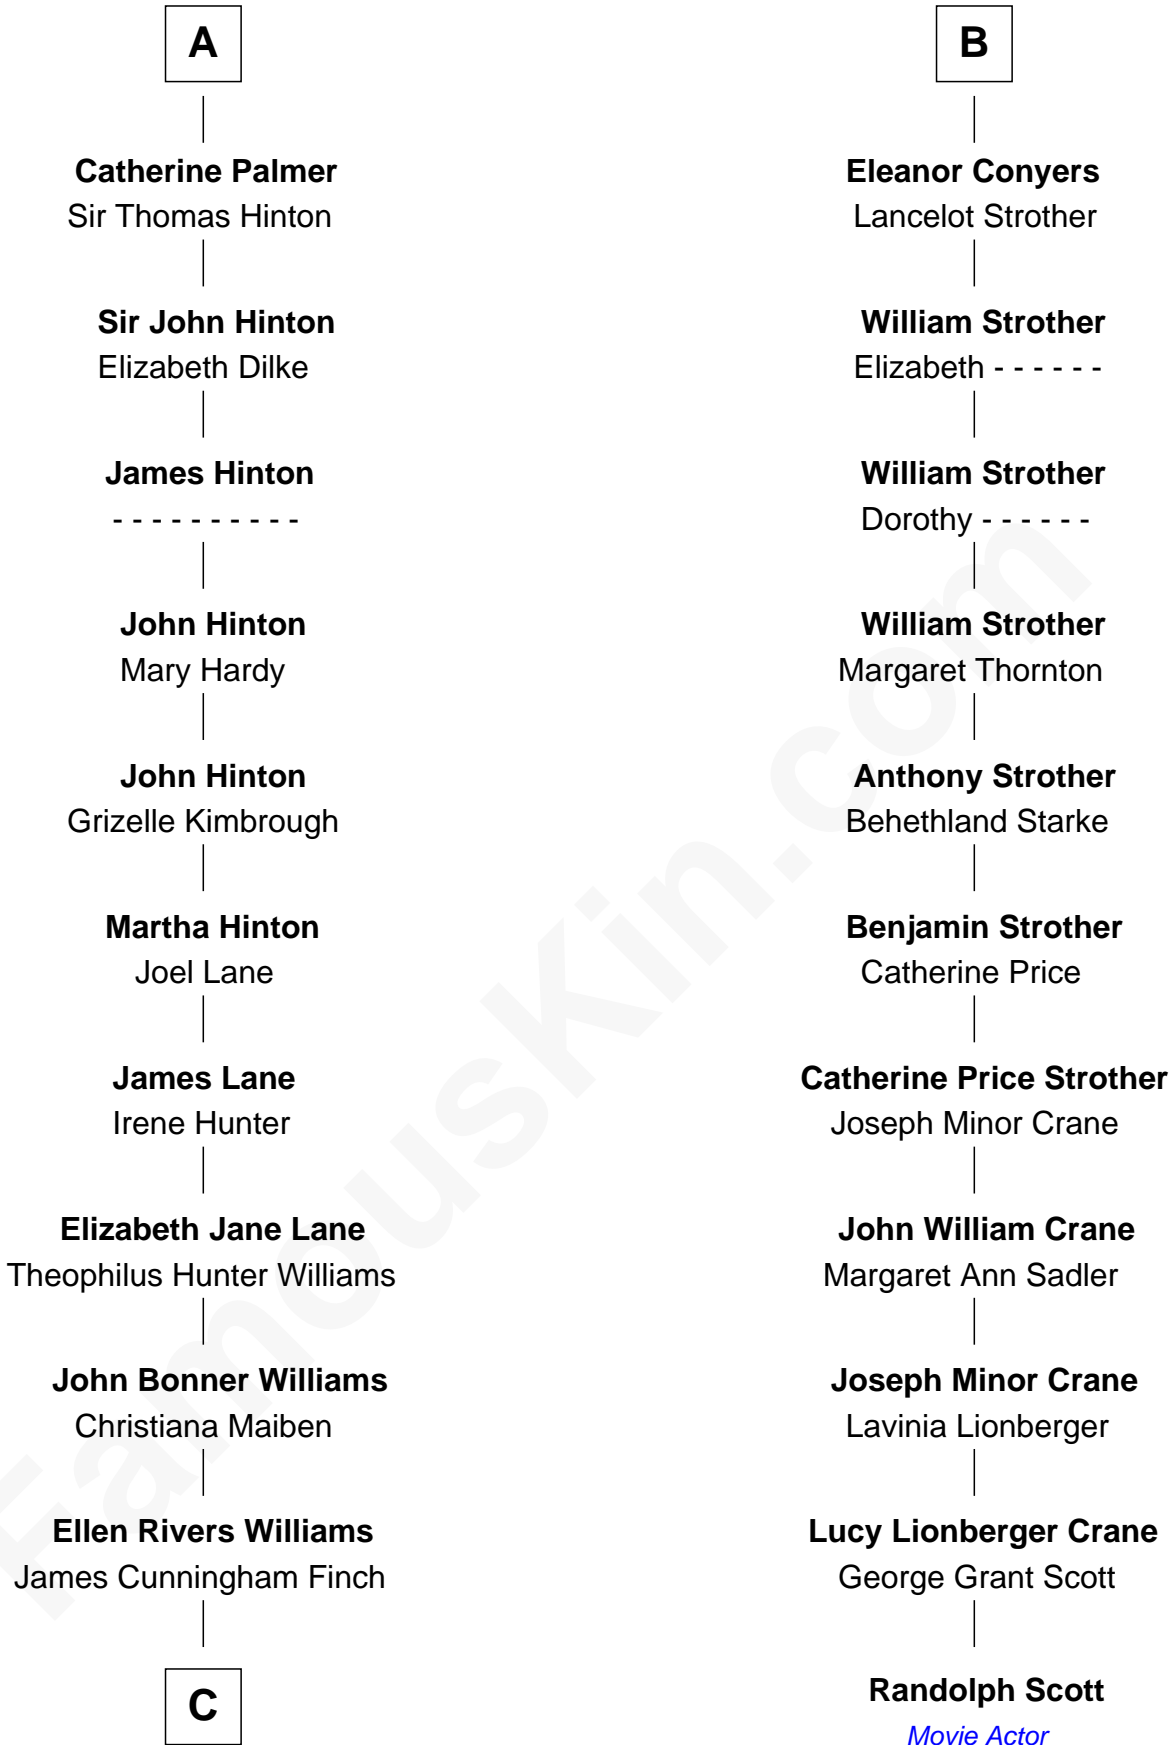 A
Catherine Palmer
Sir Thomas Hinton
Sir John Hinton
Elizabeth Dilke
James Hinton
- - - - - - - - - -
John Hinton
Mary Hardy
John Hinton
Grizelle Kimbrough
Martha Hinton
Joel Lane
James Lane
Irene Hunter
Elizabeth Jane Lane
Theophilus Hunter Williams
John Bonner Williams
Christiana Maiben
Ellen Rivers Williams
James Cunningham Finch
C
B
Eleanor Conyers
Lancelot Strother
William Strother
Elizabeth - - - - - -
William Strother
Dorothy - - - - - -
William Strother
Margaret Thornton
Anthony Strother
Behethland Starke
Benjamin Strother
Catherine Price
Catherine Price Strother
Joseph Minor Crane
John William Crane
Margaret Ann Sadler
Joseph Minor Crane
Lavinia Lionberger
Lucy Lionberger Crane
George Grant Scott
Randolph Scott
Movie Actor
FamousKin.com